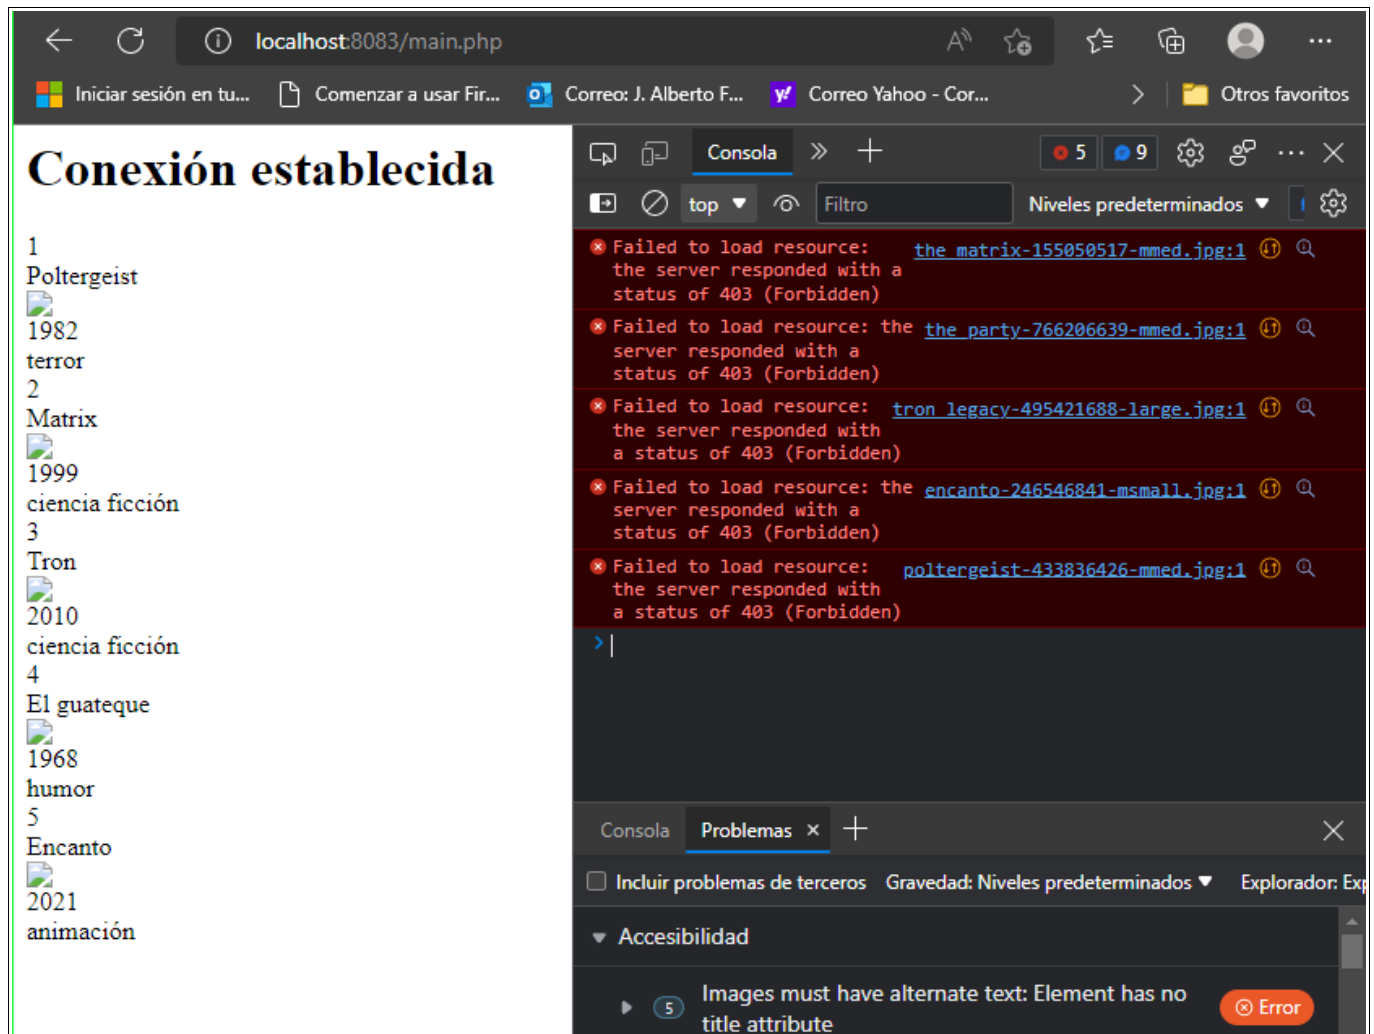 localhost:8083/main.php
Iniciar sesión en tu...
Comenzar a usar Fir...
Correo: J. Alberto F...
Correo Yahoo - Cor...
Otros favoritos
Conexión establecida
1
Poltergeist
1982
terror
2
Matrix
1999
ciencia ficción
3
Tron
2010
ciencia ficción
4
El guateque
1968
humor
5
Encanto
2021
animación
Consola
5
9
top
Filtro
Niveles predeterminados
Failed to load resource: the matrix-155050517-mmed.jpg:1
the server responded with a
status of 403 (Forbidden)
Failed to load resource: the the party-766206639-mmed.jpg:1
server responded with a
status of 403 (Forbidden)
Failed to load resource: tron legacy-495421688-large.jpg:1
the server responded with
a status of 403 (Forbidden)
Failed to load resource: the encanto-246546841-msmall.jpg:1
server responded with a
status of 403 (Forbidden)
Failed to load resource: poltergeist-433836426-mmed.jpg:1
the server responded with
a status of 403 (Forbidden)
Consola Problemas
Incluir problemas de terceros Gravedad: Niveles predeterminados Explorador: Exp
Accesibilidad
5
Images must have alternate text: Element has no
title attribute
Error